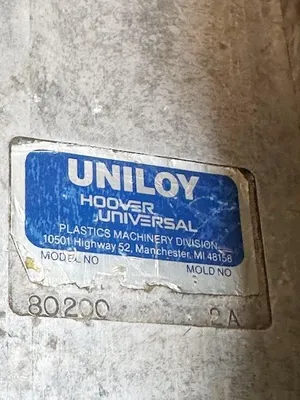 UNILOY
HOOVER
UNIVERSAL
PLASTICS MACHINERY DIVISION
10501 Highway 52, Manchester, MI 48158
MODEL NO
MOLD NO
80200 2A